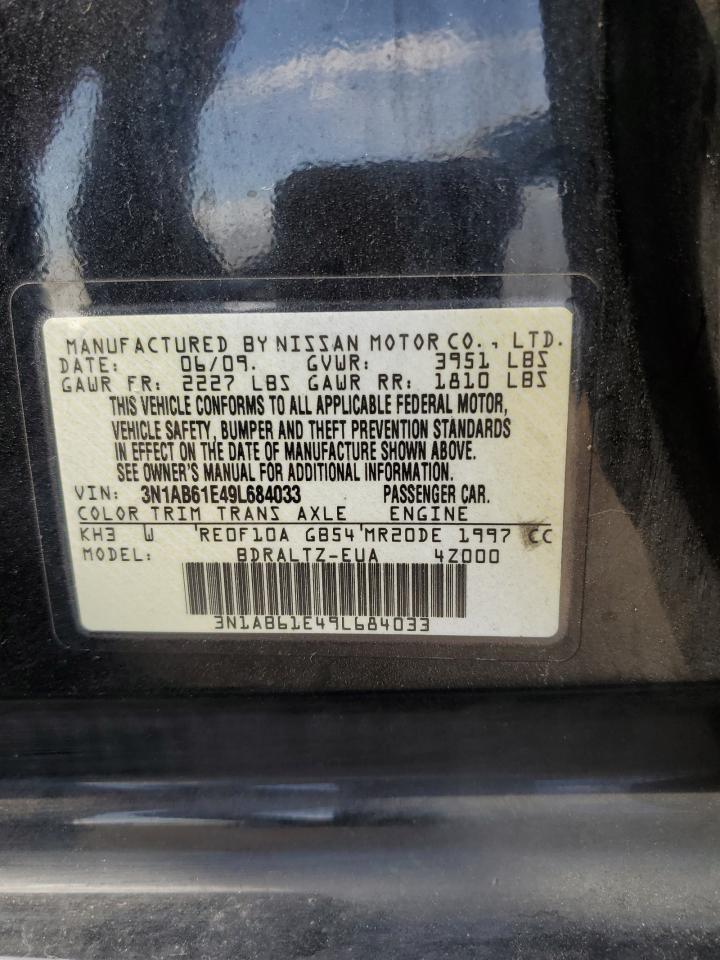 MANUFACTURED BY NISSAN MOTOR CO., LTD.
DATE: 06/09. GVWR: 3951 LBS
GAWR FR: 2227 LBS GAWR RR: 1810 LBS
THIS VEHICLE CONFORMS TO ALL APPLICABLE FEDERAL MOTOR,
VEHICLE SAFETY, BUMPER AND THEFT PREVENTION STANDARDS
IN EFFECT ON THE DATE OF MANUFACTURE SHOWN ABOVE.
SEE OWNER'S MANUAL FOR ADDITIONAL INFORMATION.
VIN: 3N1AB61E49L684033 PASSENGER CAR.
COLOR TRIM TRANS AXLE ENGINE
KH3 W RE0F10A GB54 MR20DE 1997 CC
MODEL: BDRALTZ-EUA 4Z000
3N1AB61E49L684033